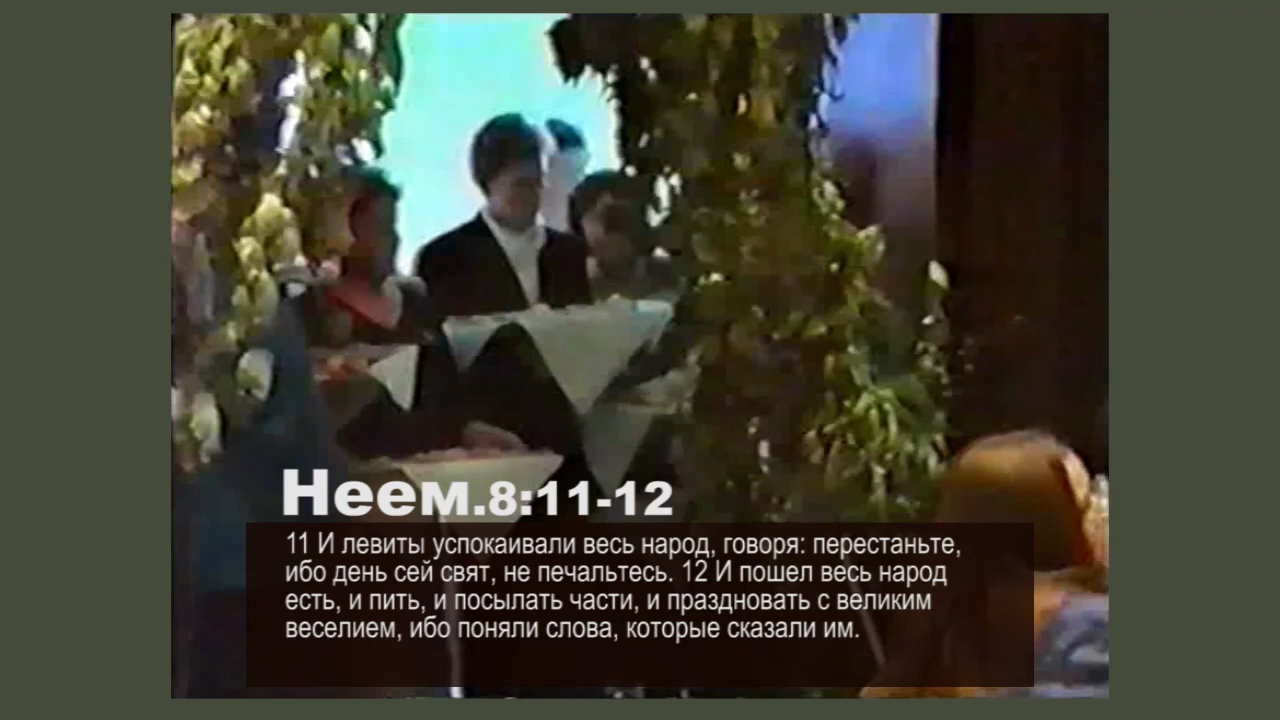 Неем.8:11-12
11 И левиты успокаивали весь народ, говоря: перестаньте,
ибо день сей свят, не печальтесь. 12 И пошел весь народ
есть, и пить, и посылать части, и праздновать с великим
веселием, ибо поняли слова, которые сказали им.